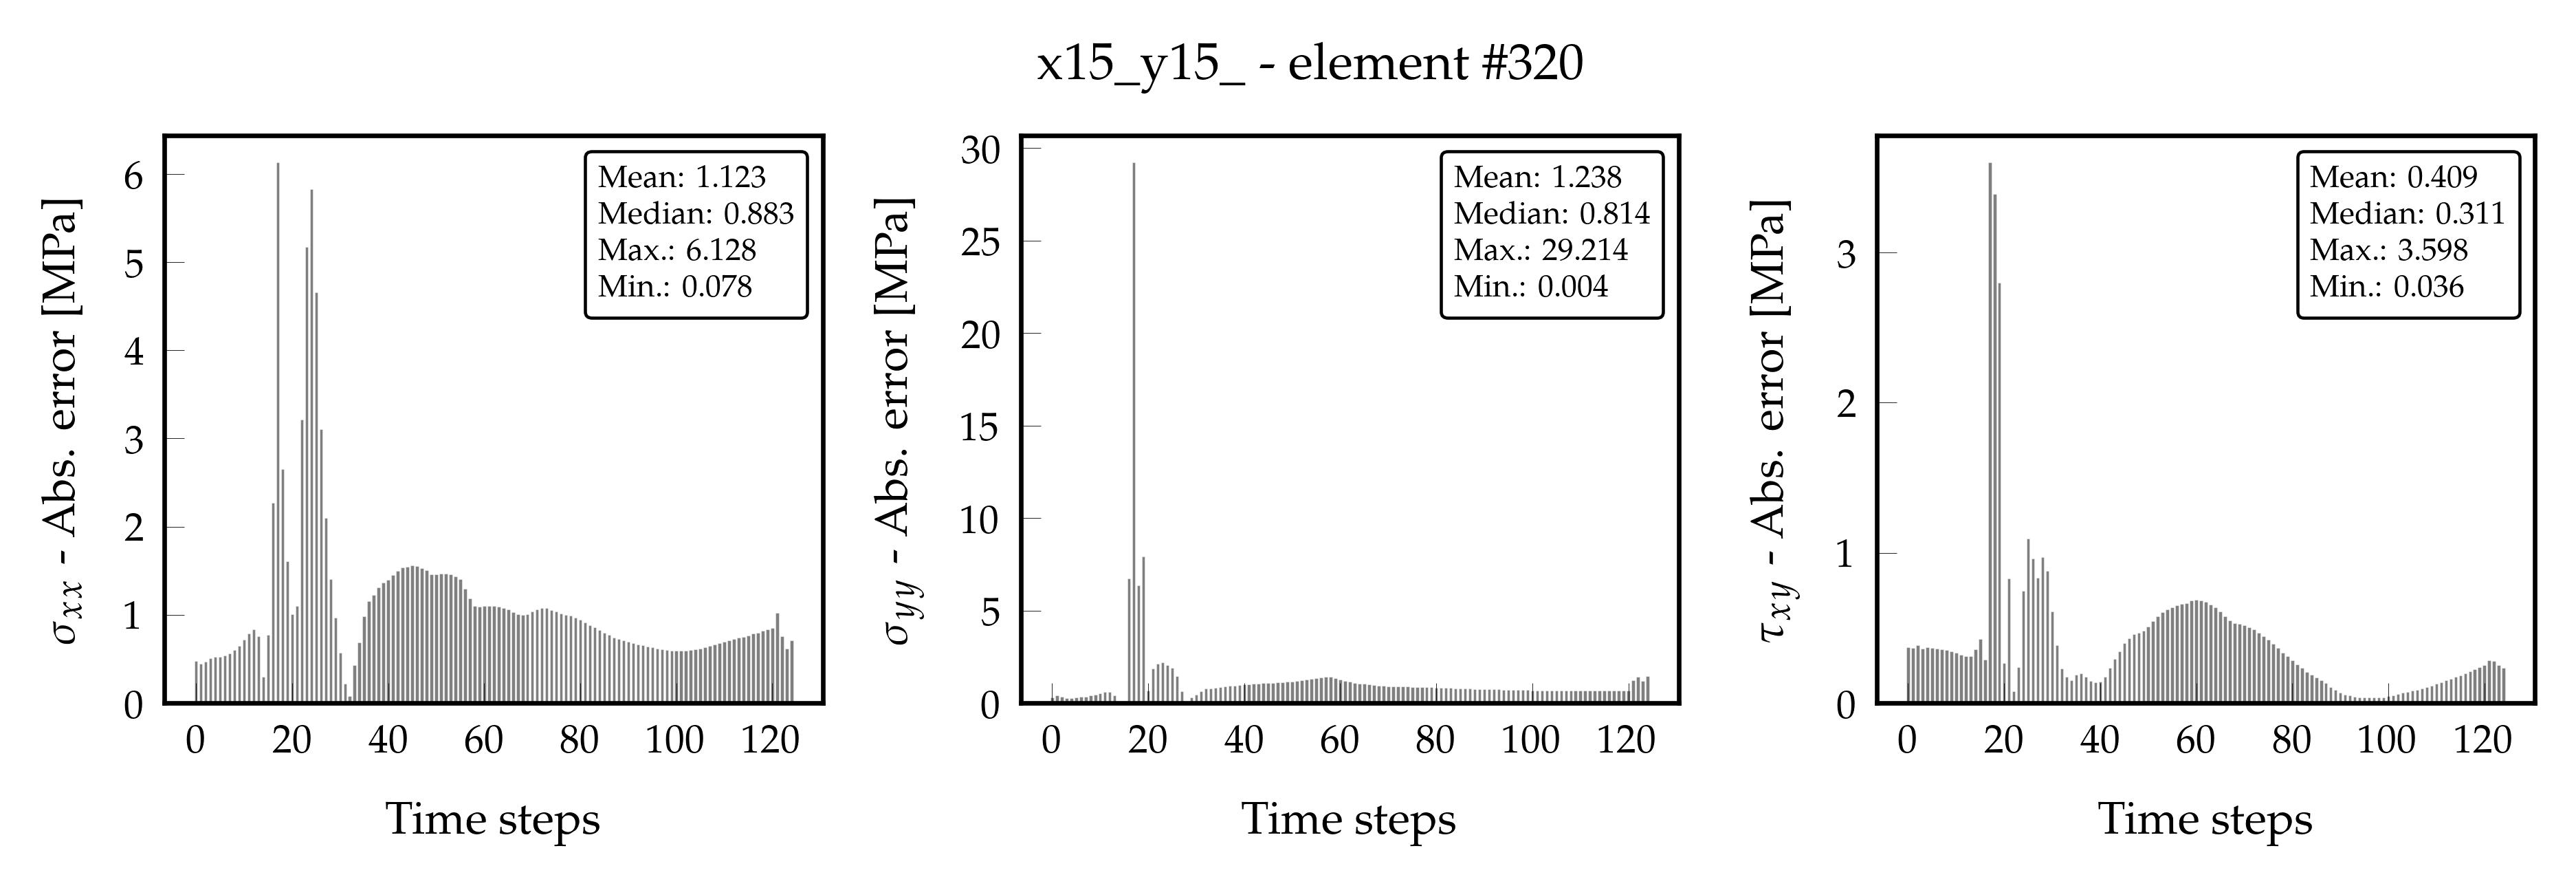 x15_y15_ - element #320
σxx - Abs. error [MPa]
6
5
4
3
2
1
0
0 20 40 60 80 100 120
Time steps
Mean: 1.123
Median: 0.883
Max.: 6.128
Min.: 0.078
σyy - Abs. error [MPa]
30
25
20
15
10
5
0
0 20 40 60 80 100 120
Time steps
Mean: 1.238
Median: 0.814
Max.: 29.214
Min.: 0.004
τxy - Abs. error [MPa]
3
2
1
0
0 20 40 60 80 100 120
Time steps
Mean: 0.409
Median: 0.311
Max.: 3.598
Min.: 0.036